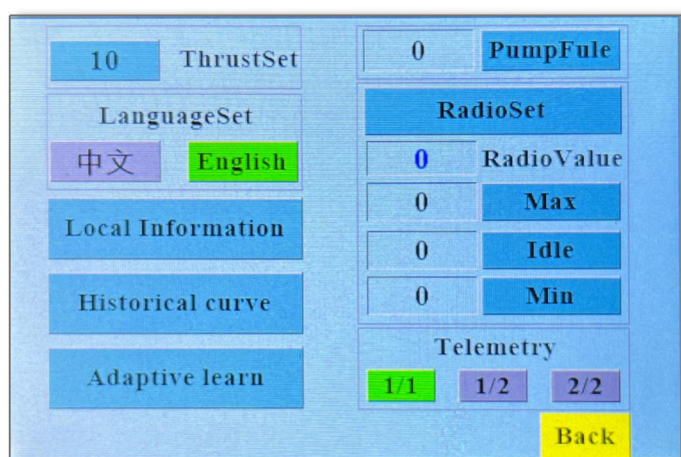 10 ThrustSet
LanguageSet
中文 English
Local Information
Historical curve
Adaptive learn
0 PumpFule
RadioSet
0 RadioValue
0 Max
0 Idle
0 Min
Telemetry
1/1 1/2 2/2
Back